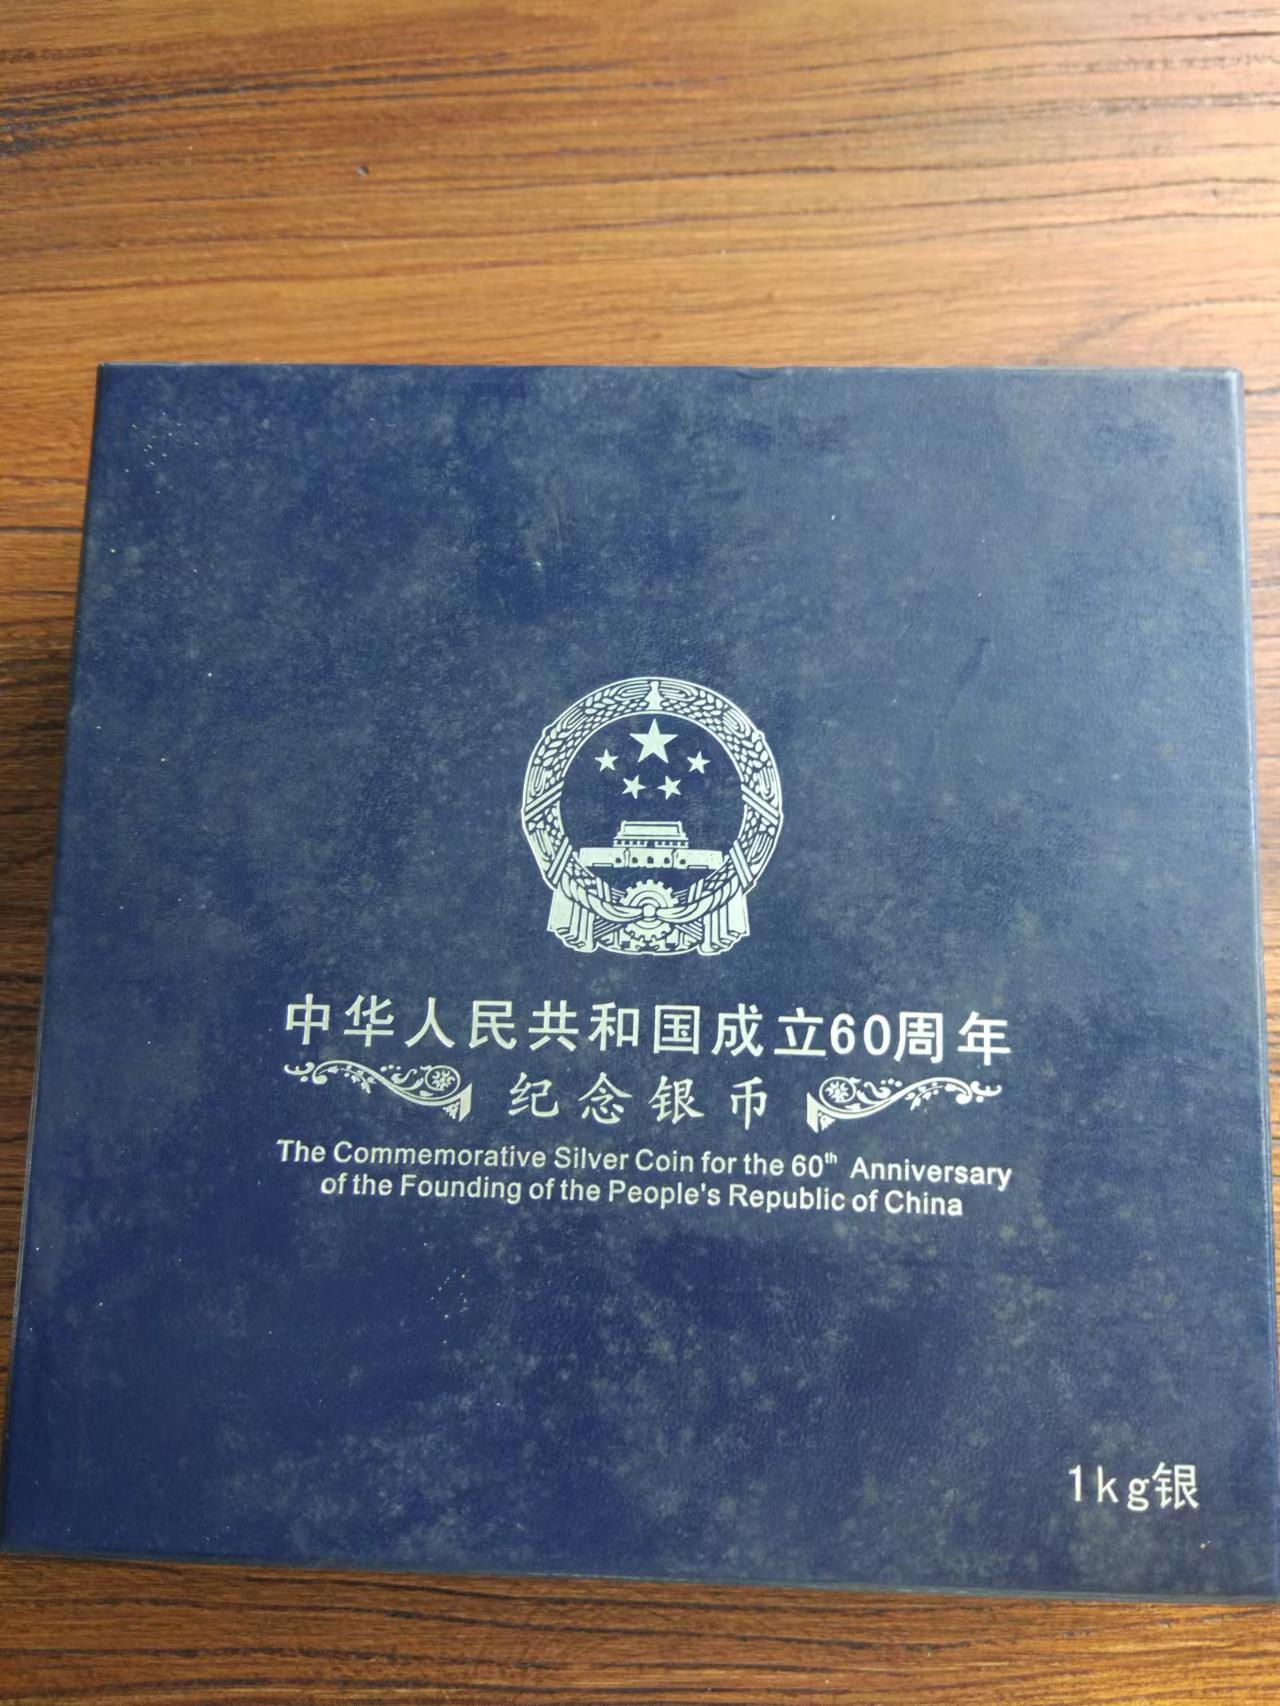 中华人民共和国成立60周年
纪念银币
The Commemorative Silver Coin for the 60th Anniversary
of the Founding of the People's Republic of China
1kg银